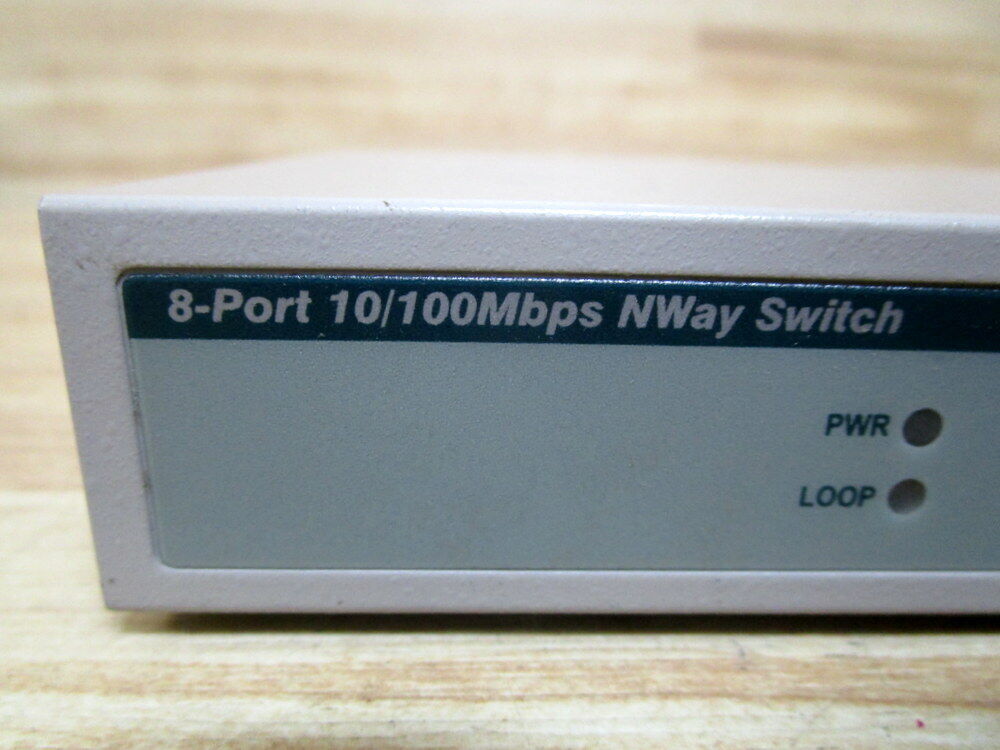 8-Port 10/100Mbps NWay Switch
PWR
LOOP